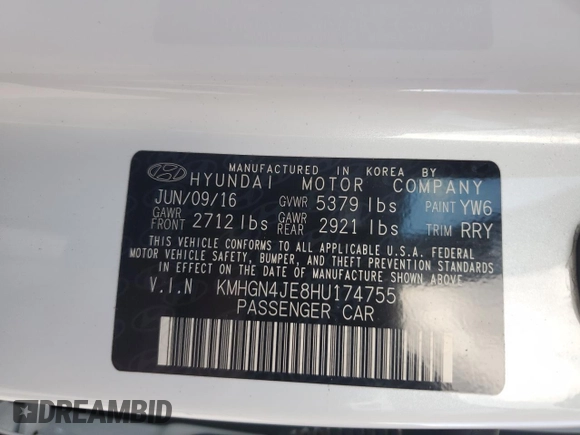 MANUFACTURED IN KOREA BY
HYUNDAI MOTOR COMPANY
JUN/09/16 GVWR 5379 lbs PAINT YW6
GAWR FRONT 2712 lbs GAWR REAR 2921 lbs TRIM RRY
THIS VEHICLE CONFORMS TO ALL APPLICABLE U.S.A. FEDERAL
MOTOR VEHICLE SAFETY, BUMPER, AND THEFT PREVENTION STANDARDS
IN EFFECT ON THE DATE OF MANUFACTURE SHOWN ABOVE.
V.I.N KMHGN4JE8HU174755
PASSENGER CAR
DREAMBID